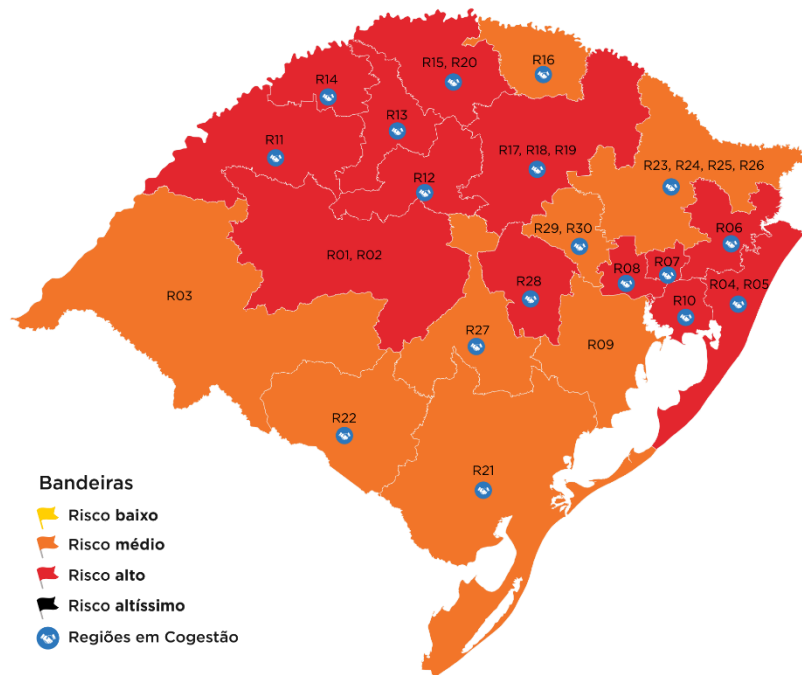 R16
R15, R20
R14
R13
R11
R17, R18, R19
R23, R24, R25, R26
R12
R29, R30
R06
R01, R02
R07
R08
R28
R04, R05
R03
R10
R27
R09
R22
R21
Bandeiras
Risco baixo
Risco médio
Risco alto
Risco altíssimo
Regiões em Cogestão